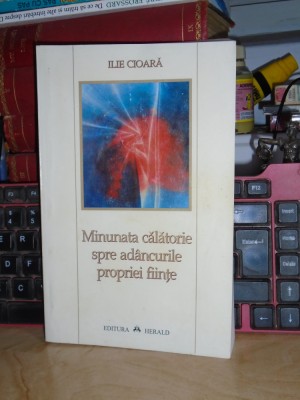 ILIE CIOARĂ
Minunata călătorie
spre adâncurile
propriei ființe
EDITURA HERALD